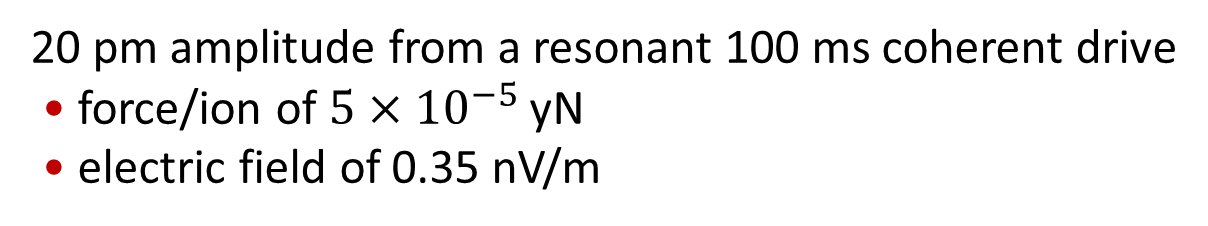 20 pm amplitude from a resonant 100 ms coherent drive
• force/ion of 5 × 10⁻⁵ yN
• electric field of 0.35 nV/m